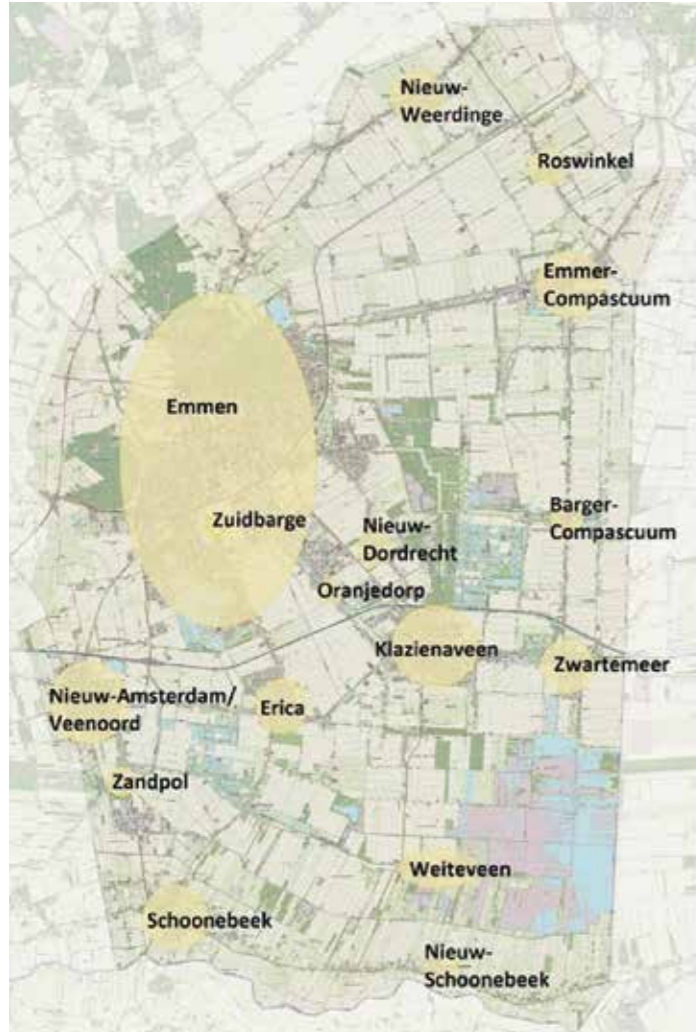 Nieuw-
Weerdinge
Roswinkel
Emmer-
Compascuum
Emmen
Zuidbarge
Nieuw-
Dordrecht
Barger-
Compascuum
Oranjedorp
Klazienaveen
Zwartemeer
Nieuw-Amsterdam/
Veenoord
Erica
Zandpol
Weiteveen
Schoonebeek
Nieuw-
Schoonebeek